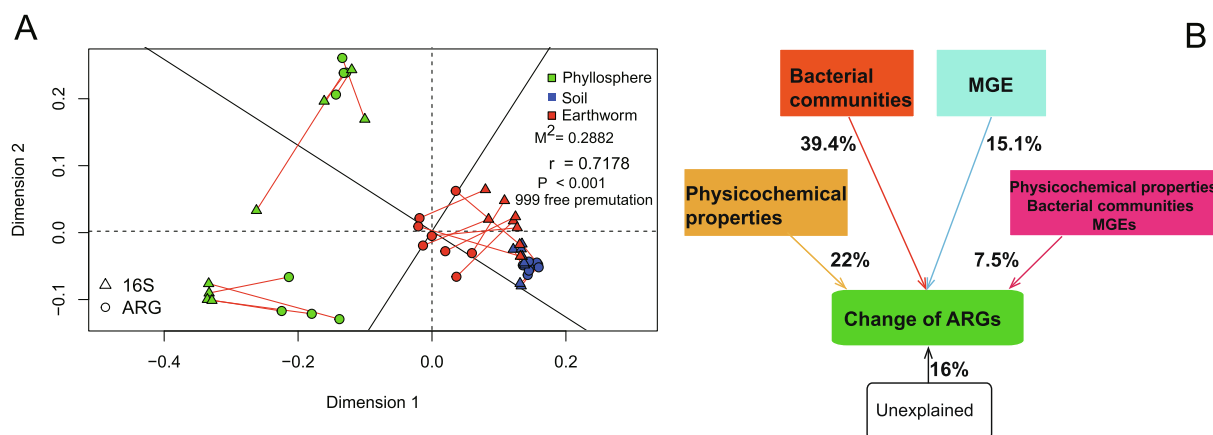 A
Dimension 2
0.2
0.1
0.0
−0.1
−0.4
−0.2
0.0
0.2
Dimension 1
Phyllosphere
Soil
Earthworm
M2= 0.2882
r = 0.7178
P < 0.001
999 free premutation
16S
ARG
B
Bacterial
communities
MGE
39.4%
15.1%
Physicochemical
properties
Physicochemical properties
Bacterial communities
MGEs
22%
7.5%
Change of ARGs
16%
Unexplained